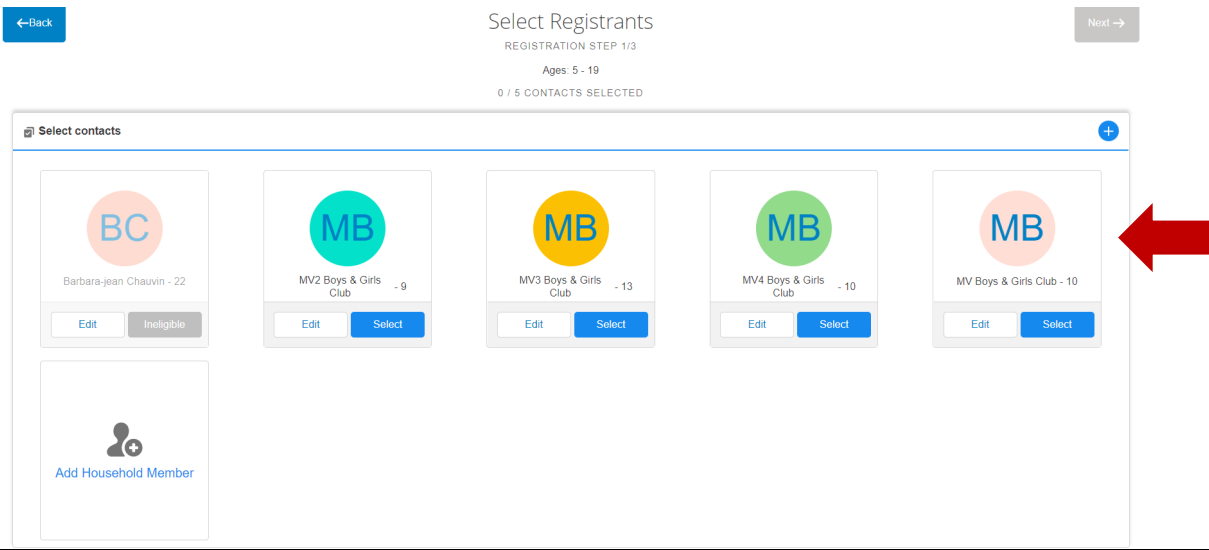 ←Back
Select Registrants
Next →
REGISTRATION STEP 1/3
Ages: 5 - 19
0 / 5 CONTACTS SELECTED
Select contacts
BC
Barbara-jean Chauvin - 22
Edit
Ineligible
MB
MV2 Boys & Girls
Club
- 9
Edit
Select
MB
MV3 Boys & Girls
Club
- 13
Edit
Select
MB
MV4 Boys & Girls
Club
- 10
Edit
Select
MB
MV Boys & Girls Club - 10
Edit
Select
Add Household Member